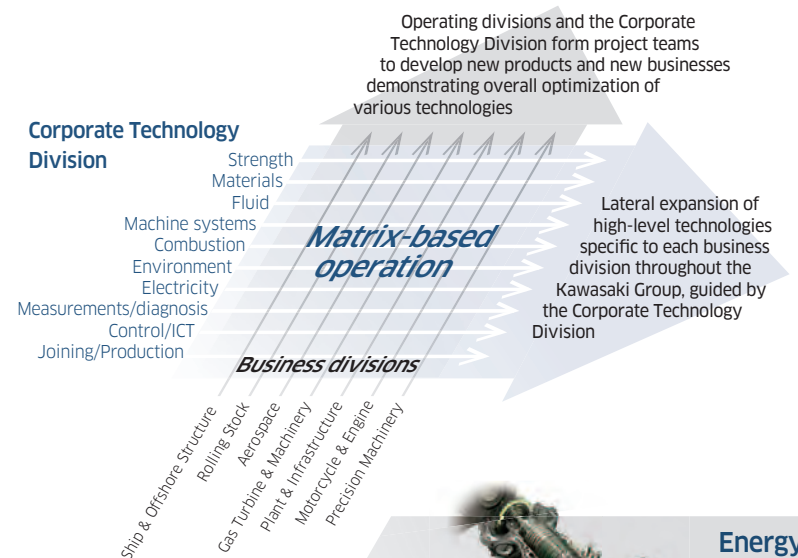 Operating divisions and the Corporate
Technology Division form project teams
to develop new products and new businesses
demonstrating overall optimization of
various technologies
Corporate Technology
Division
Strength
Materials
Fluid
Machine systems
Combustion
Environment
Electricity
Measurements/diagnosis
Control/ICT
Joining/Production
Matrix-based
operation
Lateral expansion of
high-level technologies
specific to each business
division throughout the
Kawasaki Group, guided by
the Corporate Technology
Division
Business divisions
Ship & Offshore Structure
Rolling Stock
Aerospace
Gas Turbine & Machinery
Plant & Infrastructure
Motorcycle & Engine
Precision Machinery
Energy